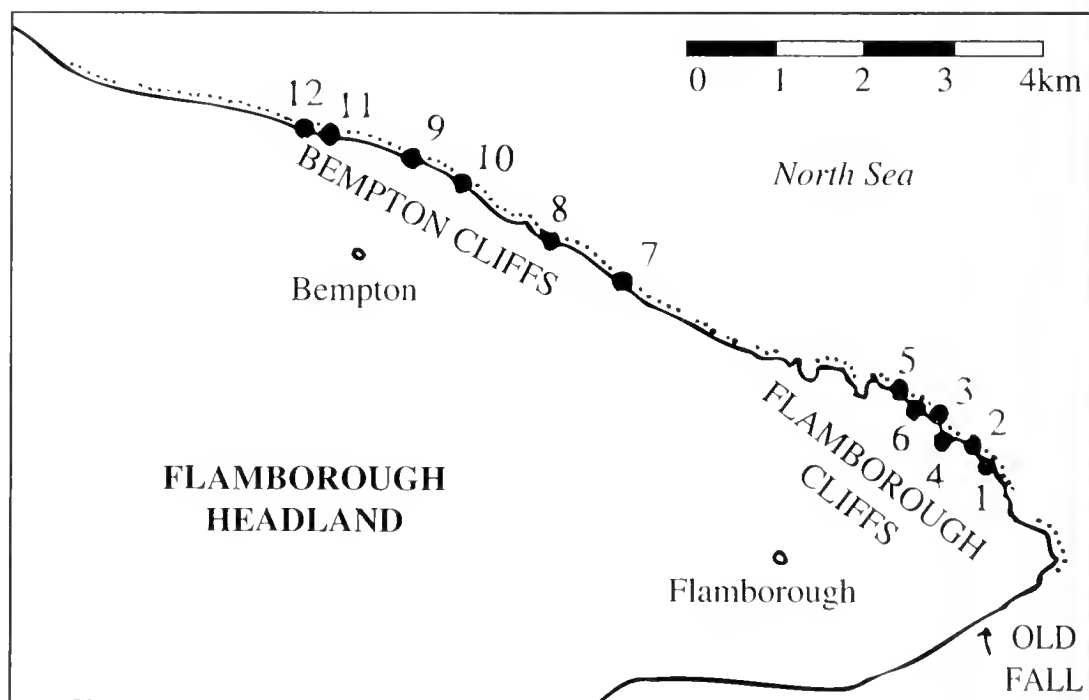 0 1 2 3 4km
12 11 9 10 8 7
North Sea
BEMPTON CLIFFS
Bempton
5 3 2
6 4 1
FLAMBOROUGH
CLIFFS
FLAMBOROUGH
HEADLAND
Flamborough
OLD
FALL